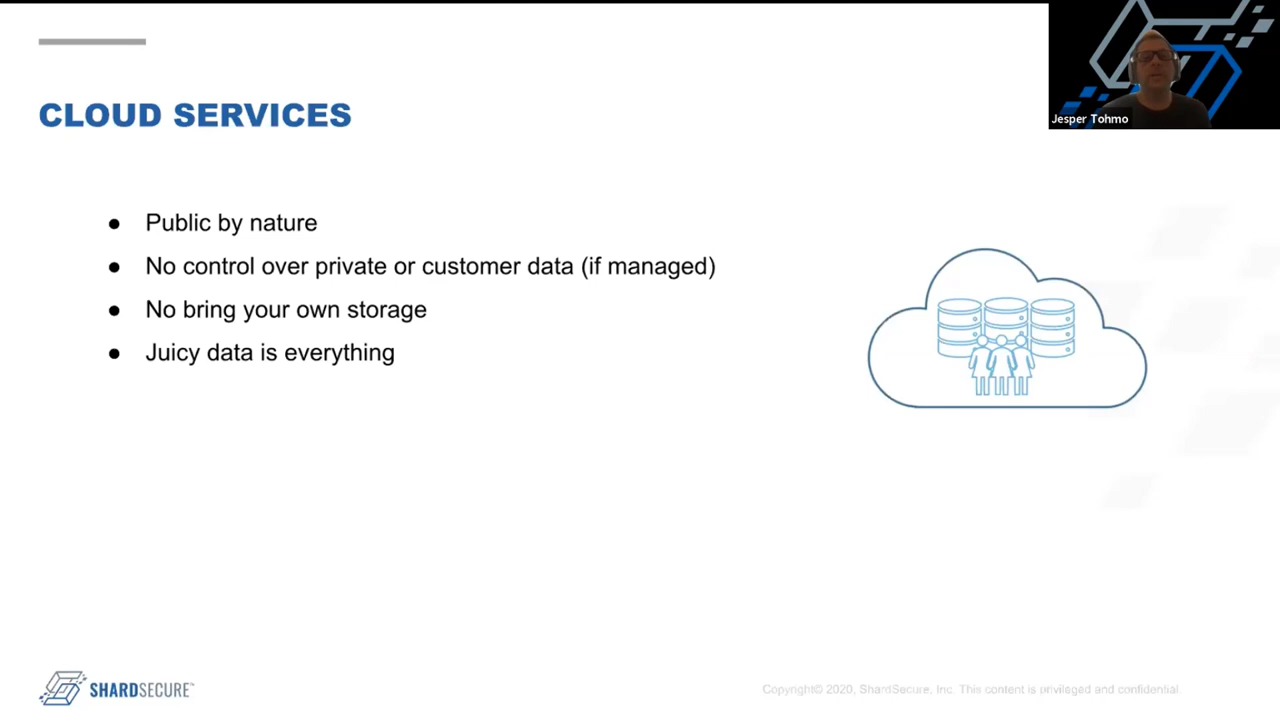 Jesper Tohmo
CLOUD SERVICES
● Public by nature
● No control over private or customer data (if managed)
● No bring your own storage
● Juicy data is everything
SHARDSECURE™
Copyright© 2020, ShardSecure, Inc. This content is privileged and confidential